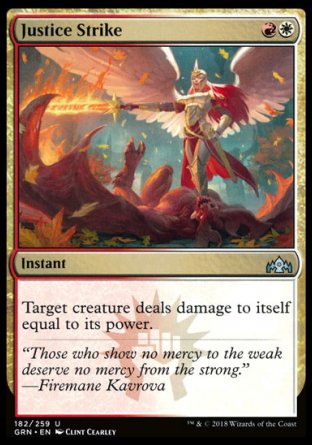 Justice Strike
Instant
Target creature deals damage to itself
equal to its power.
“Those who show no mercy to the weak
deserve no mercy from the strong.”
—Firemane Kavrova
182/259 U
GRN • EN Clint Cearley
™ & © 2018 Wizards of the Coast